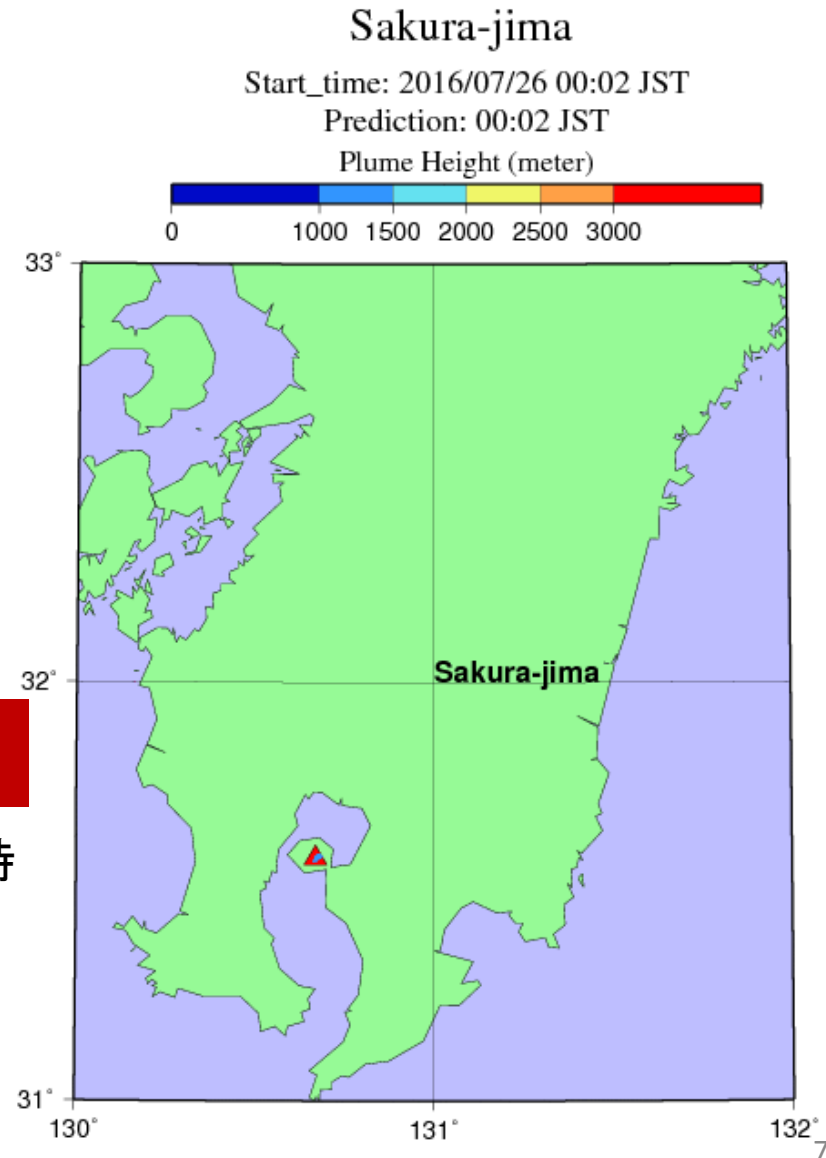 Sakura-jima
Start_time: 2016/07/26 00:02 JST
Prediction: 00:02 JST
Plume Height (meter)
0 1000 1500 2000 2500 3000
33°
Sakura-jima
32°
31°
130° 131° 132°
7